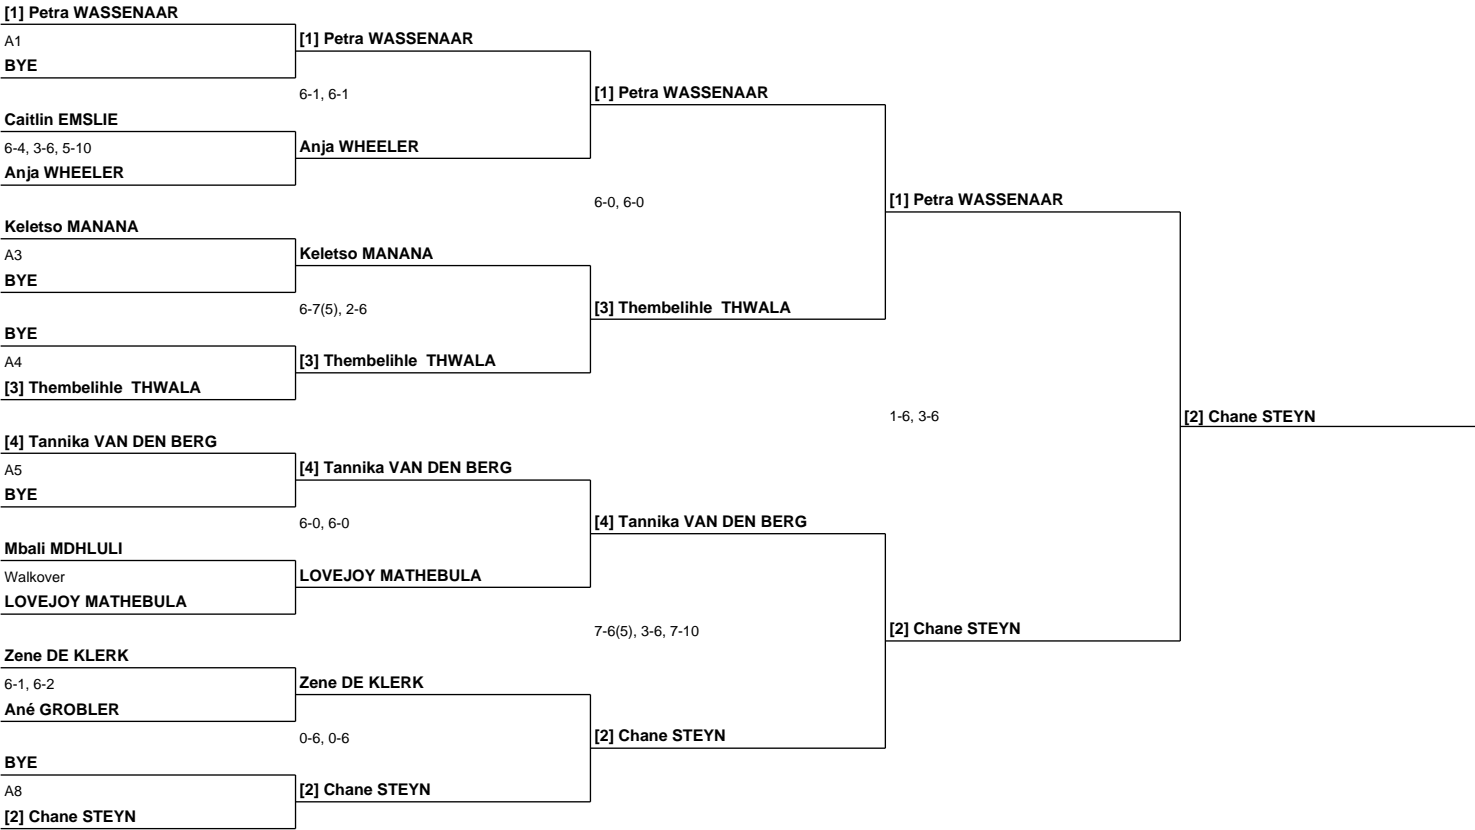 [1] Petra WASSENAAR
A1
BYE
Caitlin EMSLIE
6-4, 3-6, 5-10
Anja WHEELER
Keletso MANANA
A3
BYE
BYE
A4
[3] Thembelihle  THWALA
[4] Tannika VAN DEN BERG
A5
BYE
Mbali MDHLULI
Walkover
LOVEJOY MATHEBULA
Zene DE KLERK
6-1, 6-2
Ané GROBLER
BYE
A8
[2] Chane STEYN
[1] Petra WASSENAAR
6-1, 6-1
Anja WHEELER
Keletso MANANA
6-7(5), 2-6
[3] Thembelihle  THWALA
[4] Tannika VAN DEN BERG
6-0, 6-0
LOVEJOY MATHEBULA
Zene DE KLERK
0-6, 0-6
[2] Chane STEYN
[1] Petra WASSENAAR
6-0, 6-0
[3] Thembelihle  THWALA
[4] Tannika VAN DEN BERG
7-6(5), 3-6, 7-10
[2] Chane STEYN
[1] Petra WASSENAAR
1-6, 3-6
[2] Chane STEYN
[2] Chane STEYN